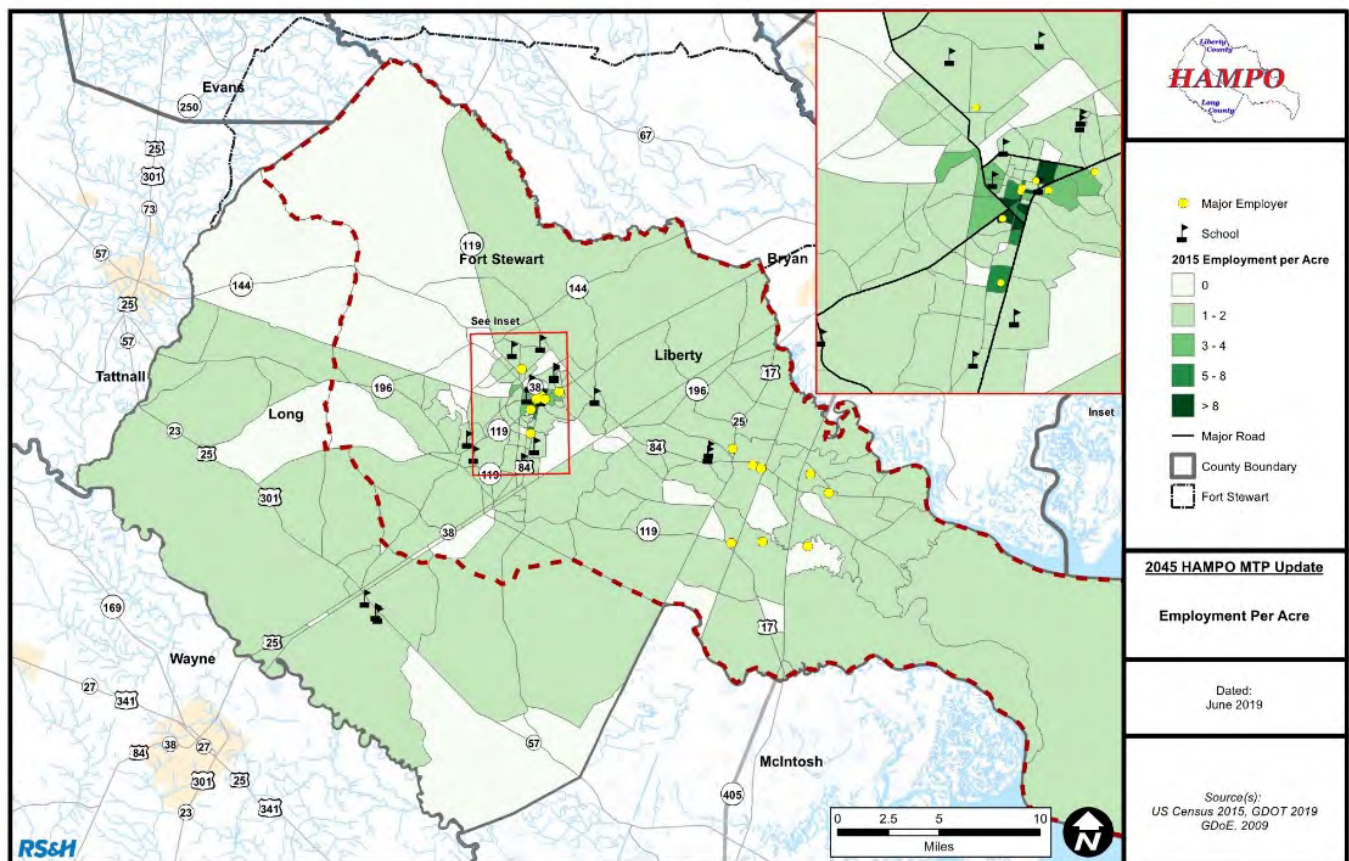 Evans
250
67
25
301
73
57
119
Fort Stewart
Bryan
144
144
25
See Inset
57
Liberty
17
Tattnall
196
38
196
Long
Inset
23
119
25
25
84
84
119
301
38
119
169
17
25
Wayne
27
341
57
McIntosh
84
38
27
301
25
405
341
23
0 2.5 5 10
Miles
N
RS&H
Liberty
County
HAMPO
Long
County
Major Employer
School
2015 Employment per Acre
0
1 - 2
3 - 4
5 - 8
> 8
Major Road
County Boundary
Fort Stewart
2045 HAMPO MTP Update
Employment Per Acre
Dated:
June 2019
Source(s):
US Census 2015, GDOT 2019
GDoE, 2009